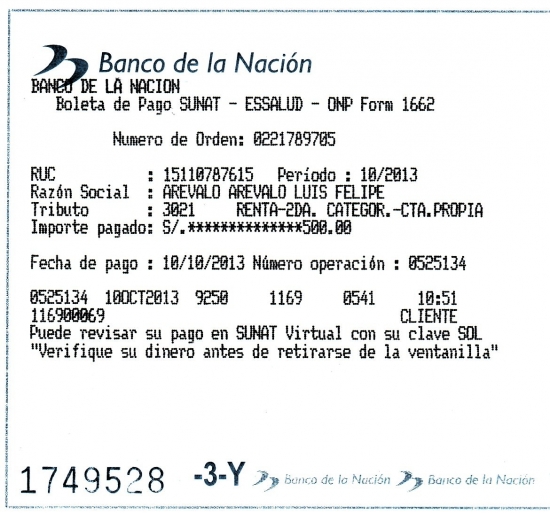 Banco de la Nación
BANCO DE LA NACION
Boleta de Pago SUNAT - ESSALUD - ONP Form 1662
Numero de Orden: 0221789705
RUC : 15110787615 Período : 10/2013
Razón Social : AREVALO AREVALO LUIS FELIPE
Tributo : 3021 RENTA-2DA. CATEGOR.-CTA.PROPIA
Importe pagado: S/.**************500.00
Fecha de pago : 10/10/2013 Número operación : 0525134
0525134 10OCT2013 9250 1169 0541 10:51
116900069 CLIENTE
Puede revisar su pago en SUNAT Virtual con su clave SOL
"Verifique su dinero antes de retirarse de la ventanilla"
1749528 -3-Y Banco de la Nación Banco de la Nación